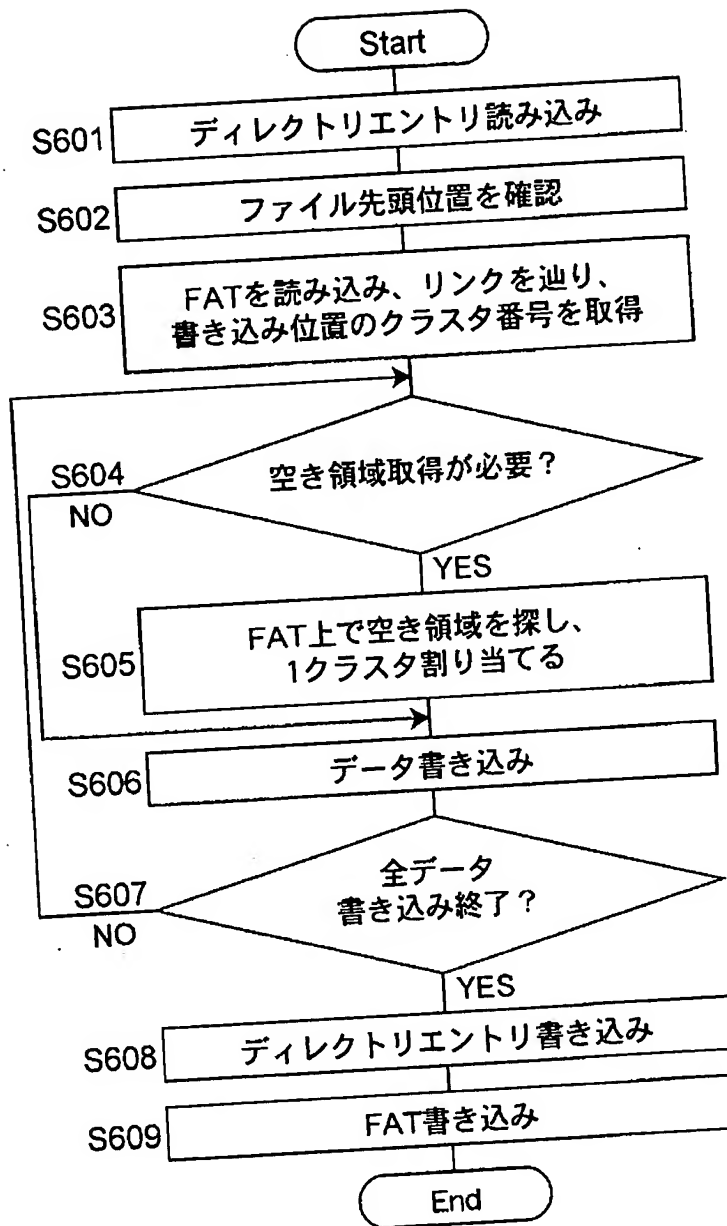 Start
S601
ディレクトリエントリ読み込み
S602
ファイル先頭位置を確認
S603
FATを読み込み、リンクを辿り、
書き込み位置のクラスタ番号を取得
S604
NO
空き領域取得が必要?
YES
S605
FAT上で空き領域を探し、
1クラスタ割り当てる
S606
データ書き込み
S607
NO
全データ
書き込み終了?
YES
S608
ディレクトリエントリ書き込み
S609
FAT書き込み
End